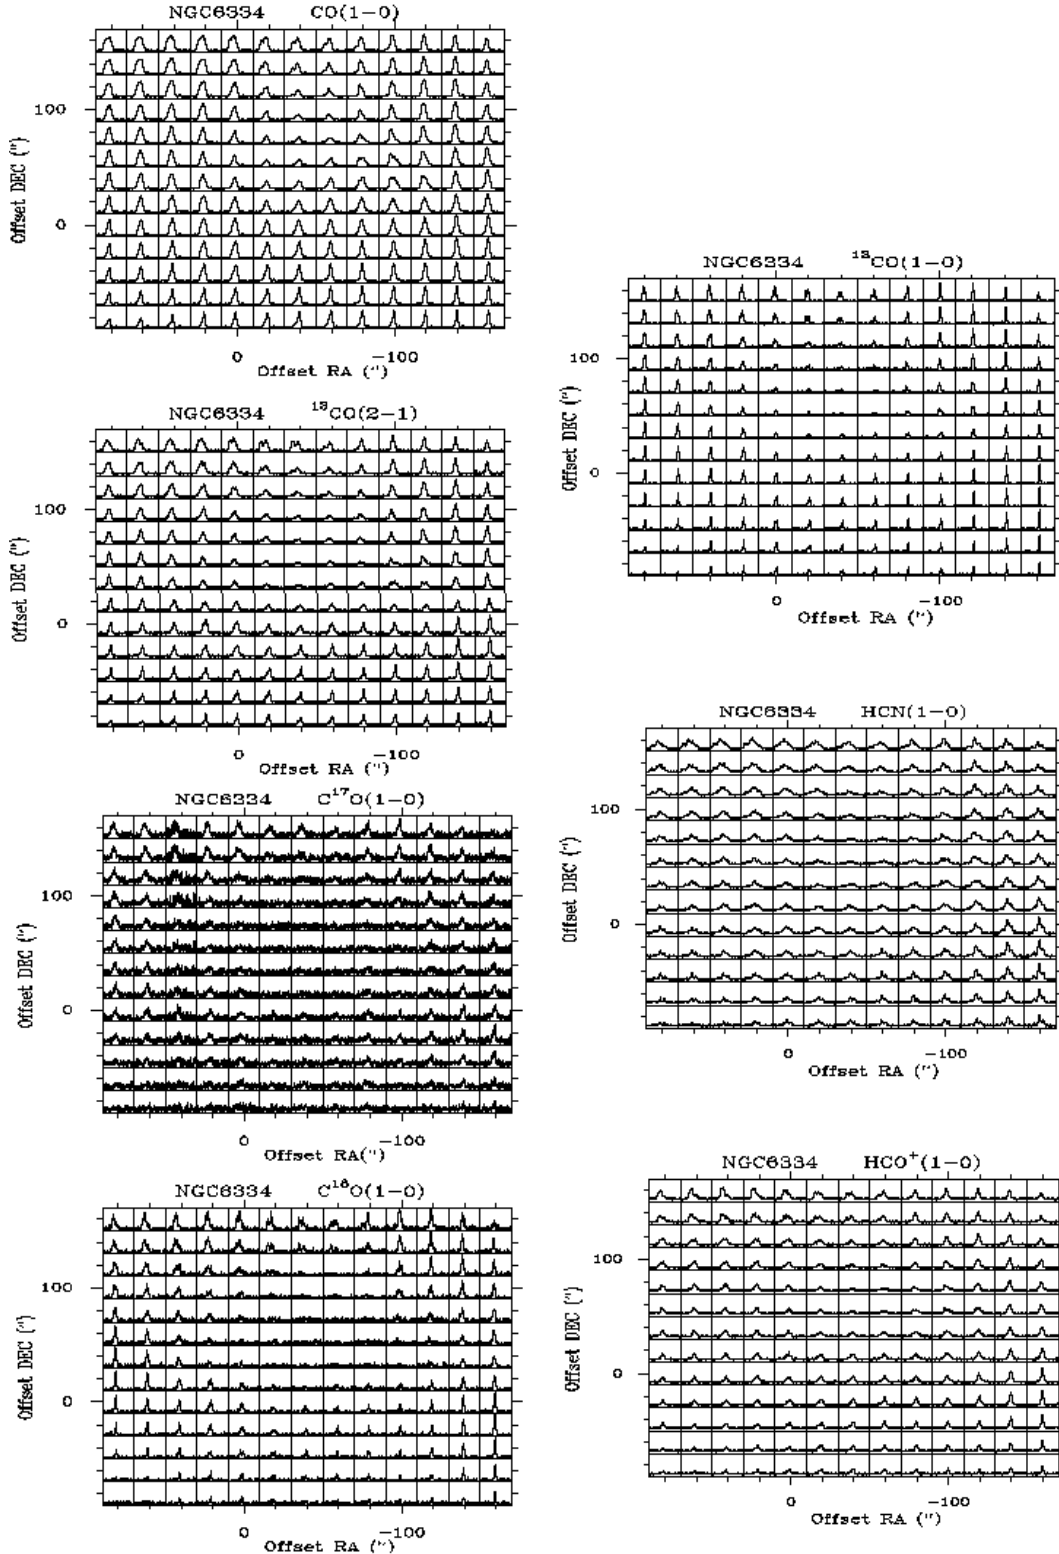 NGC6334 CO(1-0)
100
0
Offset DEC (")
0 -100
Offset RA (")
NGC6334 ¹³CO(2-1)
100
0
Offset DEC (")
0 -100
Offset RA (")
NGC6334 C¹⁷O(1-0)
100
0
Offset DEC (")
0 -100
Offset RA(")
NGC6334 C¹⁸O(1-0)
100
0
Offset DEC (")
0 -100
Offset RA (")
NGC6334 ¹³CO(1-0)
100
0
Offset DEC (")
0 -100
Offset RA (")
NGC6334 HCN(1-0)
100
0
Offset DEC (")
0 -100
Offset RA (")
NGC6334 HCO⁺(1-0)
100
0
Offset DEC (")
0 -100
Offset RA (")